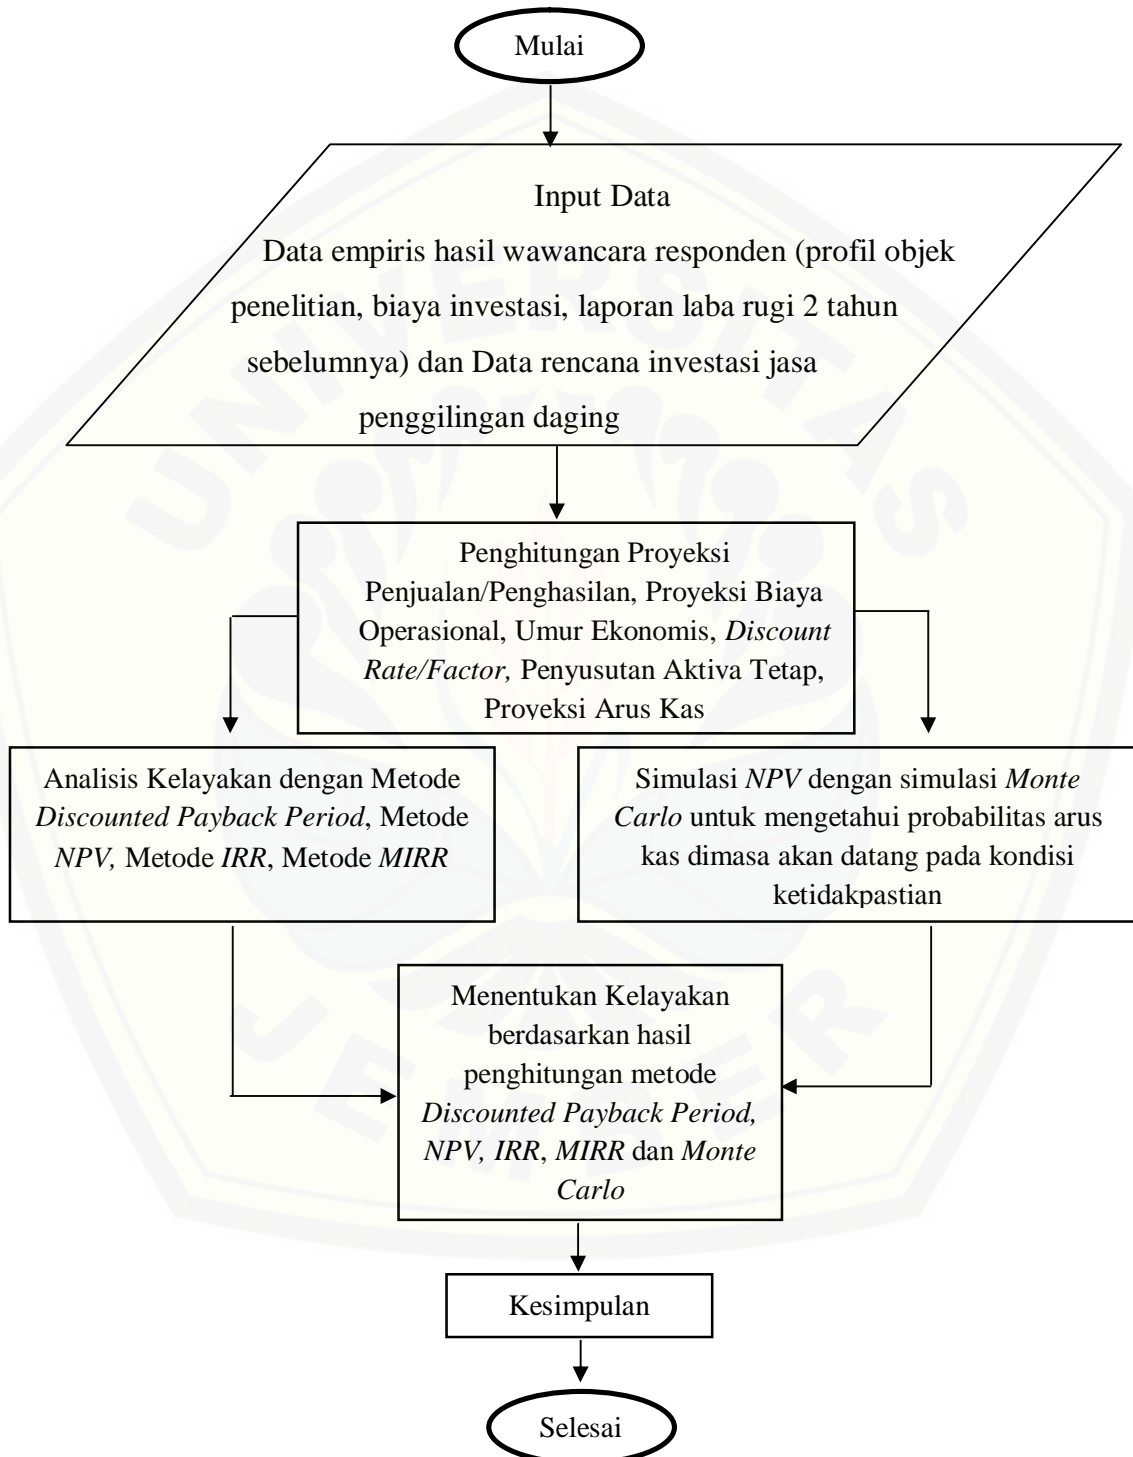 Mulai
Input Data
Data empiris hasil wawancara responden (profil objek
penelitian, biaya investasi, laporan laba rugi 2 tahun
sebelumnya) dan Data rencana investasi jasa
penggilingan daging
Penghitungan Proyeksi
Penjualan/Penghasilan, Proyeksi Biaya
Operasional, Umur Ekonomis, Discount
Rate/Factor, Penyusutan Aktiva Tetap,
Proyeksi Arus Kas
Analisis Kelayakan dengan Metode
Discounted Payback Period, Metode
NPV, Metode IRR, Metode MIRR
Simulasi NPV dengan simulasi Monte
Carlo untuk mengetahui probabilitas arus
kas dimasa akan datang pada kondisi
ketidakpastian
Menentukan Kelayakan
berdasarkan hasil
penghitungan metode
Discounted Payback Period,
NPV, IRR, MIRR dan Monte
Carlo
Kesimpulan
Selesai
UNIVERSITAS
JEMBER